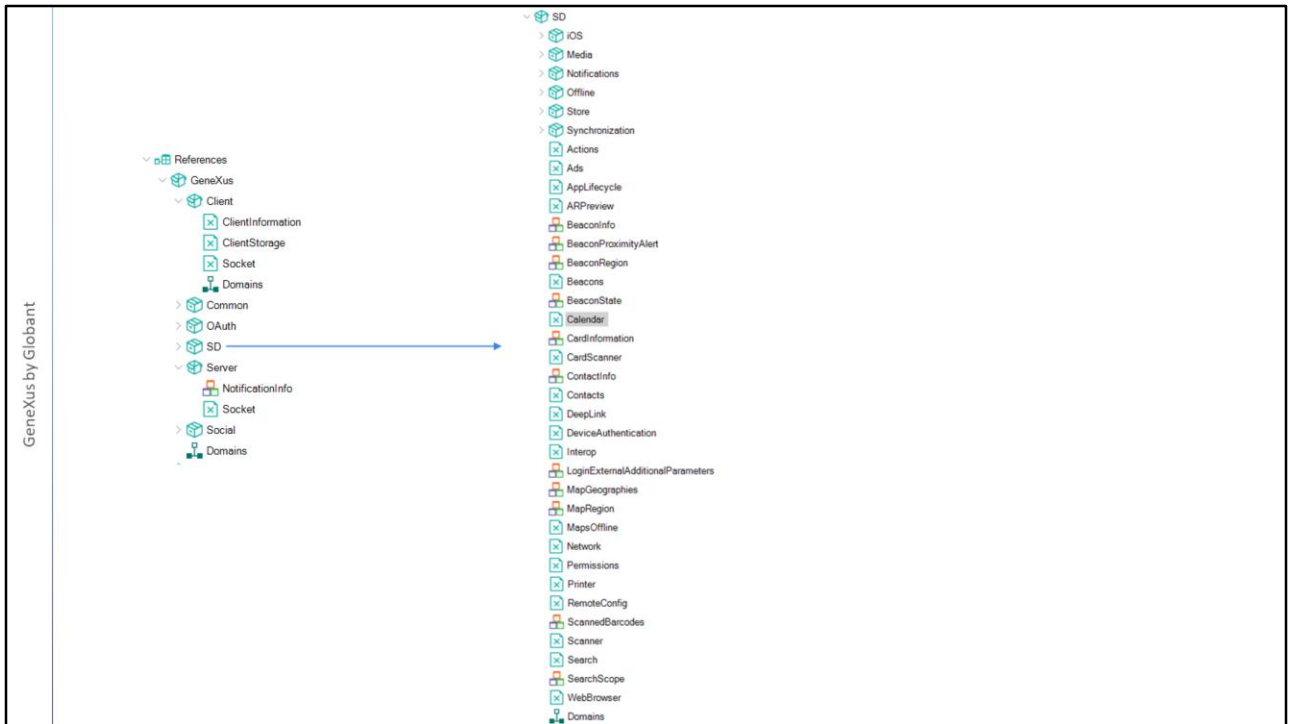 GeneXus by Globant
References
GeneXus
Client
ClientInformation
ClientStorage
Socket
Domains
Common
OAuth
SD
Server
NotificationInfo
Socket
Social
Domains
SD
iOS
Media
Notifications
Offline
Store
Synchronization
Actions
Ads
AppLifecycle
ARPreview
BeaconInfo
BeaconProximityAlert
BeaconRegion
Beacons
BeaconState
Calendar
CardInformation
CardScanner
ContactInfo
Contacts
DeepLink
DeviceAuthentication
Interop
LoginExternalAdditionalParameters
MapGeographies
MapRegion
MapsOffline
Network
Permissions
Printer
RemoteConfig
ScannedBarcodes
Scanner
Search
SearchScope
WebBrowser
Domains